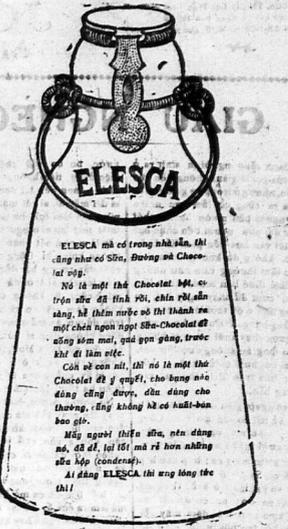 ELESCA
ELESCA mà có trong nhà sẵn, thì
cũng như có Sữa, Đường và Choco-
lat vậy.
Nó là một thứ Chocolat bột, có
trộn sữa đã tinh rồi, chín rồi sẵn
sàng, hễ thêm nước vô thì thành ra
một chén ngon ngọt Sữa-Chocolat để
uống sớm mai, quá gọn gàng, trước
khi đi làm việc.
Còn về con nít, thì nó là một thứ
Chocolat để ý quyết, cho bụng nào
dùng cũng được, dầu dùng cho
thường, cũng không hề có huất-bón
bao giờ.
Mấy người thiếu sữa, nên dùng
nó, đã dễ, lại tốt mà rẻ hơn những
sữa hộp (condensé).
Ai dùng ELESCA thì ưng lòng tức
thì !